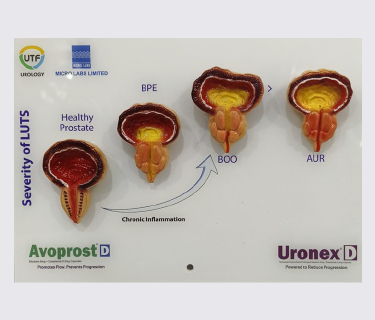 UTF
UROLOGY
MICRO LABS LIMITED
BPE
Healthy
Prostate
Severity of LUTS
BOO
AUR
Chronic Inflammation
Avoprost D
Promotes Flow, Prevents Progression
Uronex D
Powered to Reduce Progression